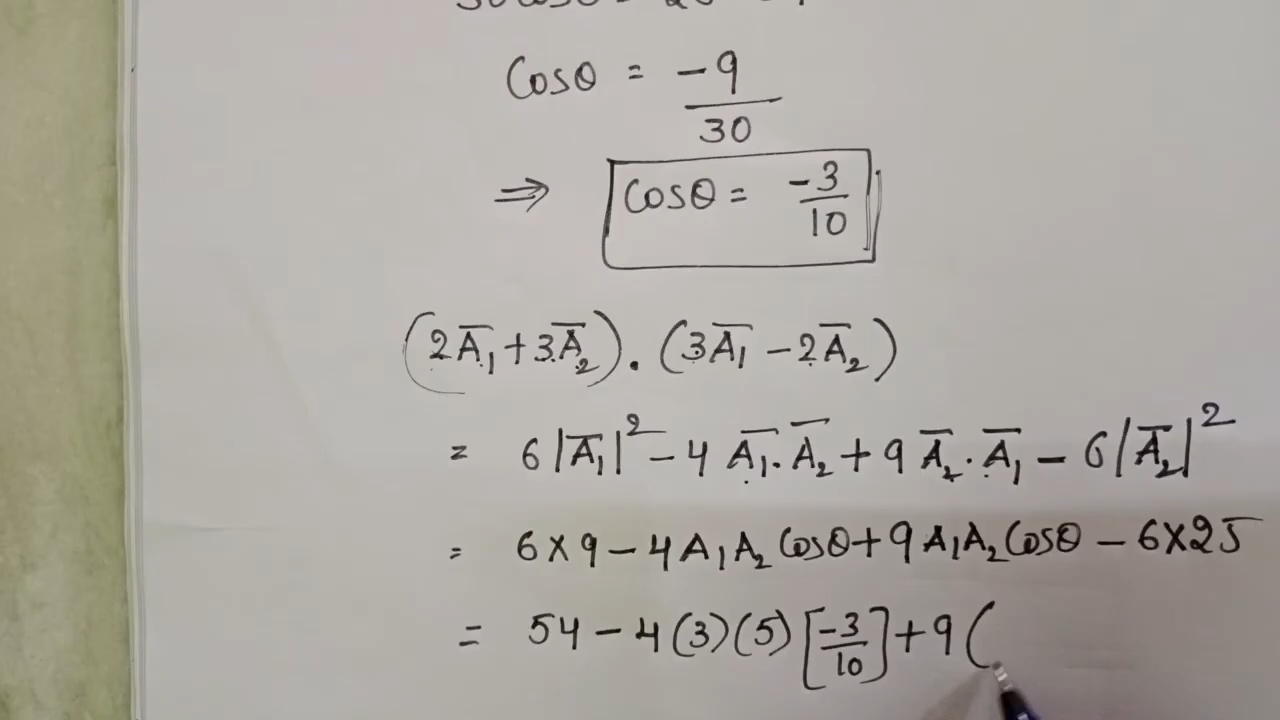 Cosθ = -9/30
⇒ Cosθ = -3/10
(2A̅₁ + 3A̅₂) . (3A̅₁ - 2A̅₂)
= 6|A̅₁|² - 4 A̅₁. A̅₂ + 9 A̅₂ . A̅₁ - 6|A̅₂|²
= 6 × 9 - 4 A₁A₂ Cosθ + 9 A₁A₂ Cosθ - 6×25
= 54 - 4 (3) (5) [-3/10] + 9 (